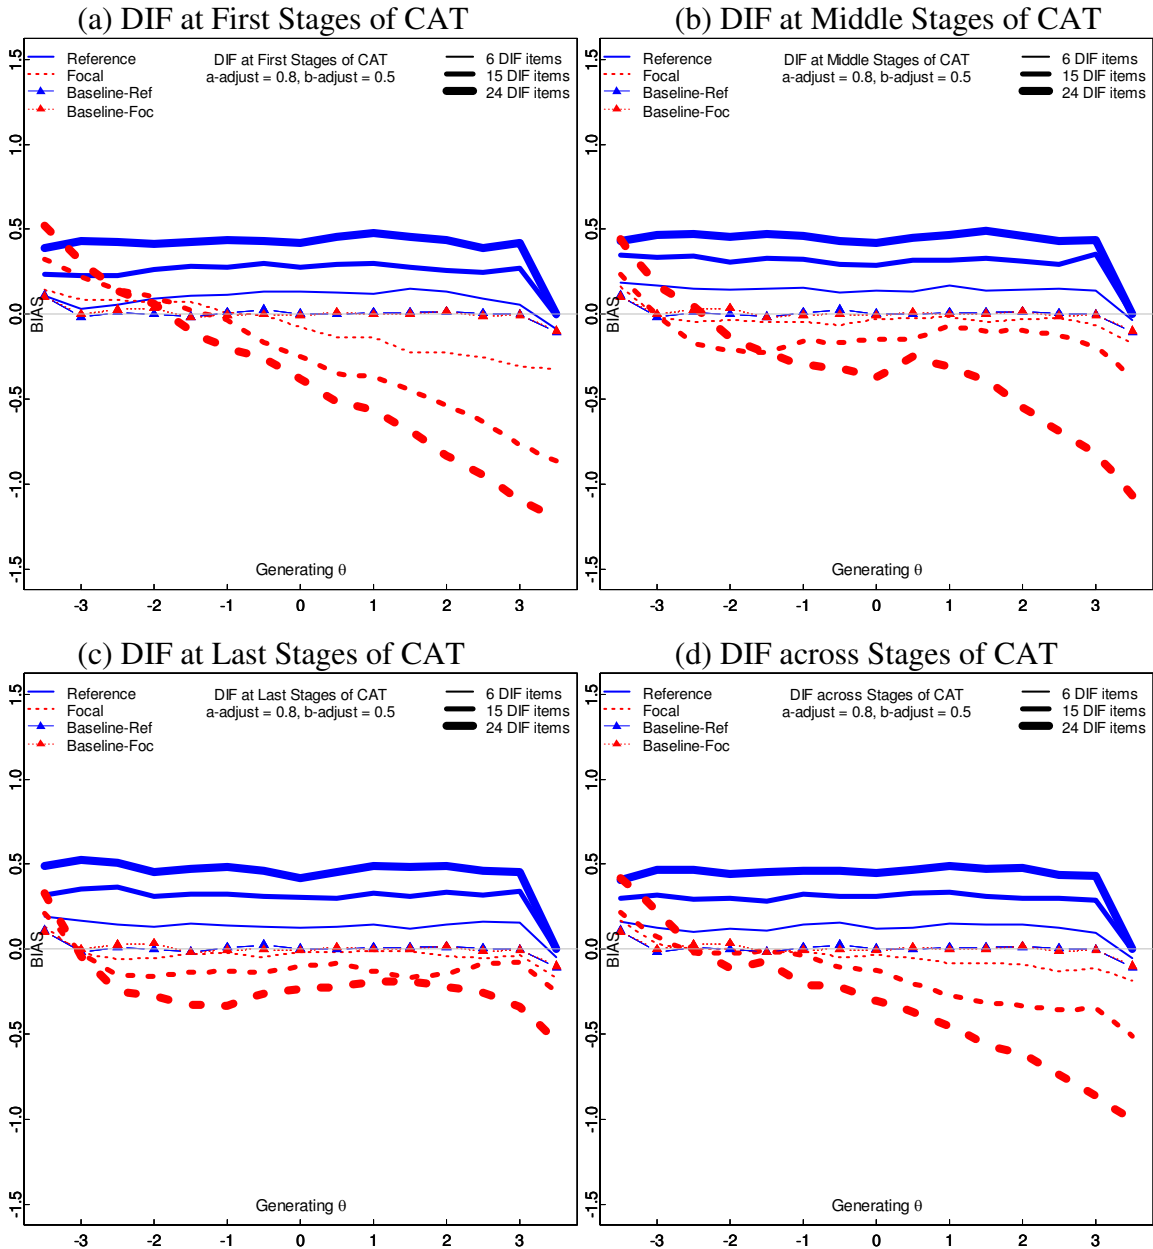 (a) DIF at First Stages of CAT
Reference
Focal
Baseline-Ref
Baseline-Foc
DIF at First Stages of CAT
a-adjust = 0.8, b-adjust = 0.5
6 DIF items
15 DIF items
24 DIF items
1.5
1.0
0.5
0.0
-0.5
-1.0
-1.5
BIAS
Generating θ
-3 -2 -1 0 1 2 3
(b) DIF at Middle Stages of CAT
Reference
Focal
Baseline-Ref
Baseline-Foc
DIF at Middle Stages of CAT
a-adjust = 0.8, b-adjust = 0.5
6 DIF items
15 DIF items
24 DIF items
1.5
1.0
0.5
0.0
-0.5
-1.0
-1.5
BIAS
Generating θ
-3 -2 -1 0 1 2 3
(c) DIF at Last Stages of CAT
Reference
Focal
Baseline-Ref
Baseline-Foc
DIF at Last Stages of CAT
a-adjust = 0.8, b-adjust = 0.5
6 DIF items
15 DIF items
24 DIF items
1.5
1.0
0.5
0.0
-0.5
-1.0
-1.5
BIAS
Generating θ
-3 -2 -1 0 1 2 3
(d) DIF across Stages of CAT
Reference
Focal
Baseline-Ref
Baseline-Foc
DIF across Stages of CAT
a-adjust = 0.8, b-adjust = 0.5
6 DIF items
15 DIF items
24 DIF items
1.5
1.0
0.5
0.0
-0.5
-1.0
-1.5
BIAS
Generating θ
-3 -2 -1 0 1 2 3